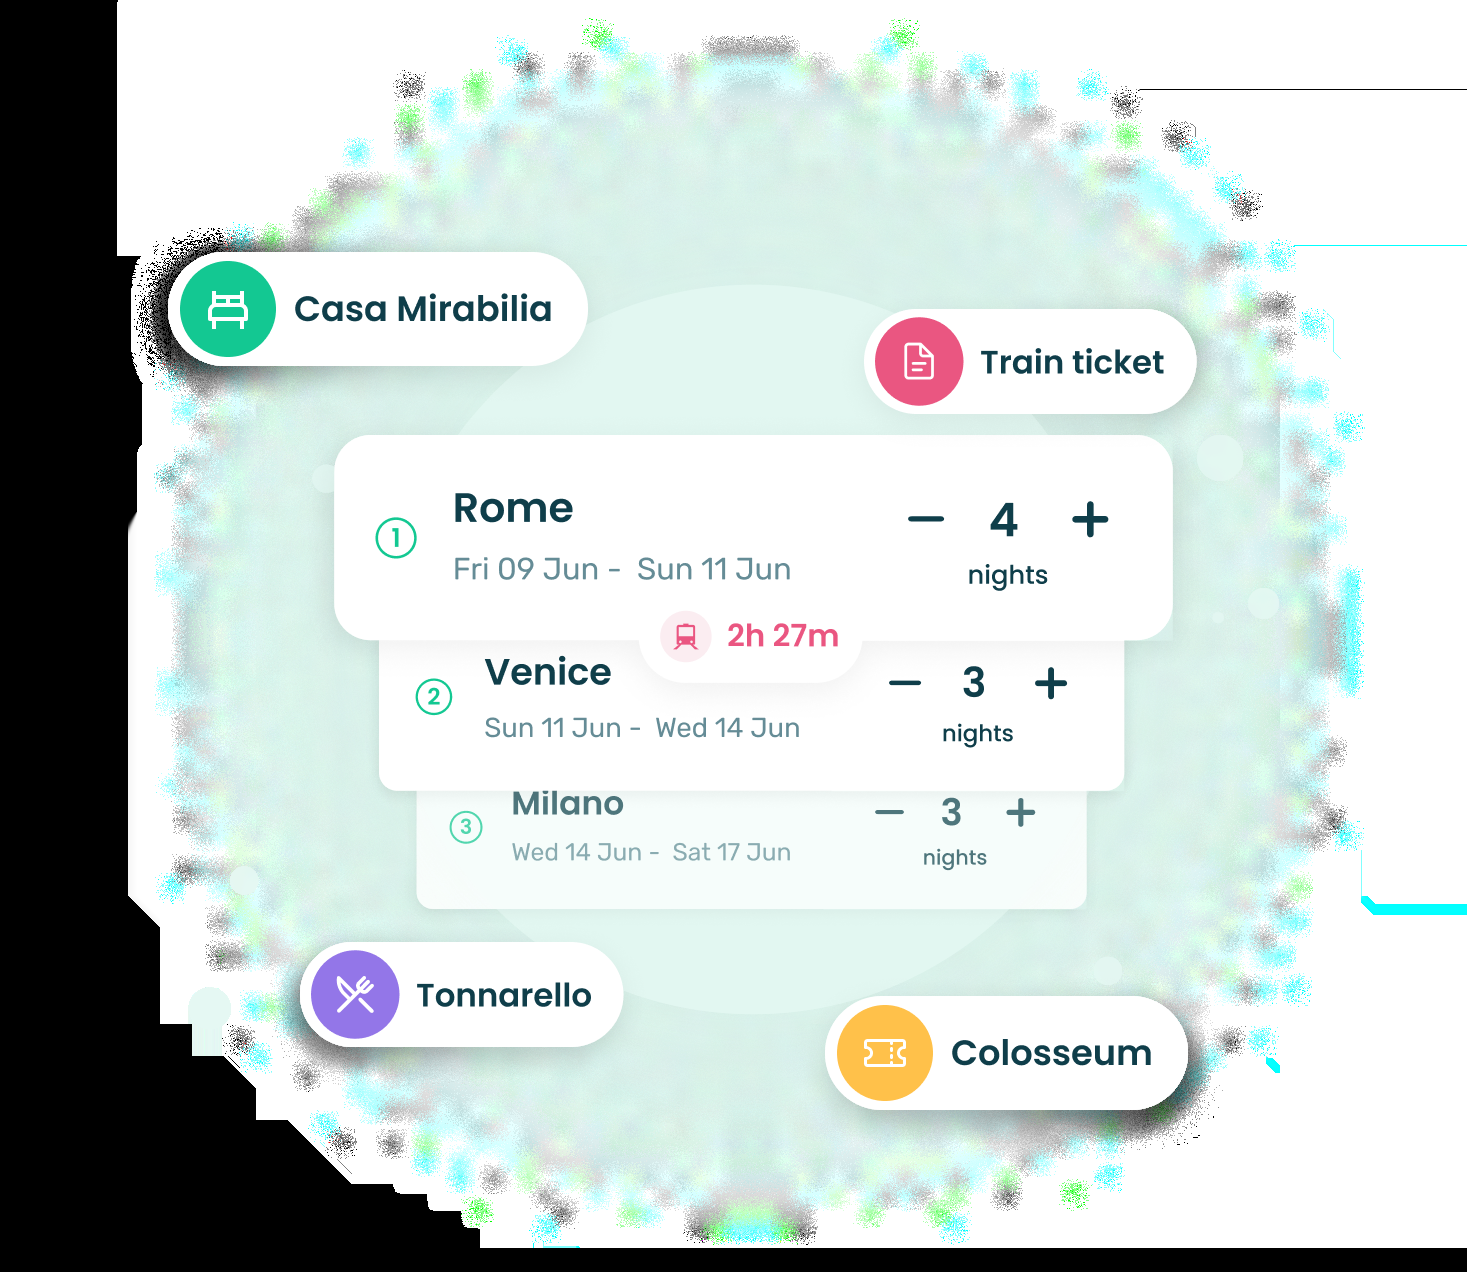 Casa Mirabilia
Train ticket
1
Rome
Fri 09 Jun - Sun 11 Jun
4
nights
2h 27m
2
Venice
Sun 11 Jun - Wed 14 Jun
3
nights
3
Milano
Wed 14 Jun - Sat 17 Jun
3
nights
Tonnarello
Colosseum